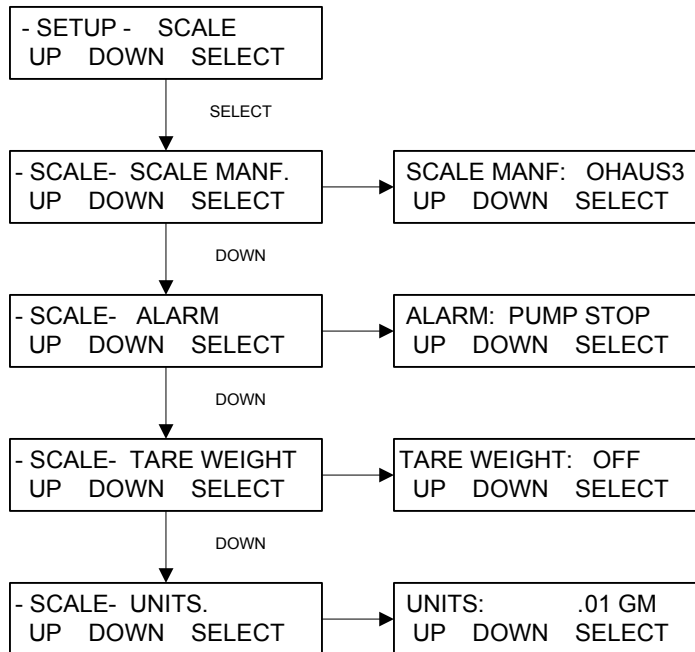 - SETUP -   SCALE
UP   DOWN   SELECT
SELECT
- SCALE-  SCALE MANF.
UP   DOWN   SELECT
SCALE MANF:  OHAUS3
UP   DOWN   SELECT
DOWN
- SCALE-   ALARM
UP   DOWN   SELECT
ALARM:  PUMP STOP
UP   DOWN   SELECT
DOWN
- SCALE-  TARE WEIGHT
UP   DOWN   SELECT
TARE WEIGHT:   OFF
UP   DOWN   SELECT
DOWN
- SCALE-  UNITS.
UP   DOWN   SELECT
UNITS:   .01 GM
UP   DOWN   SELECT